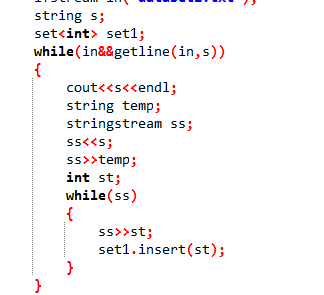 string s;
set<int> set1;
while(in&&getline(in,s))
{
cout<<s<<endl;
string temp;
stringstream ss;
ss<<s;
ss>>temp;
int st;
while(ss)
{
ss>>st;
set1.insert(st);
}
}